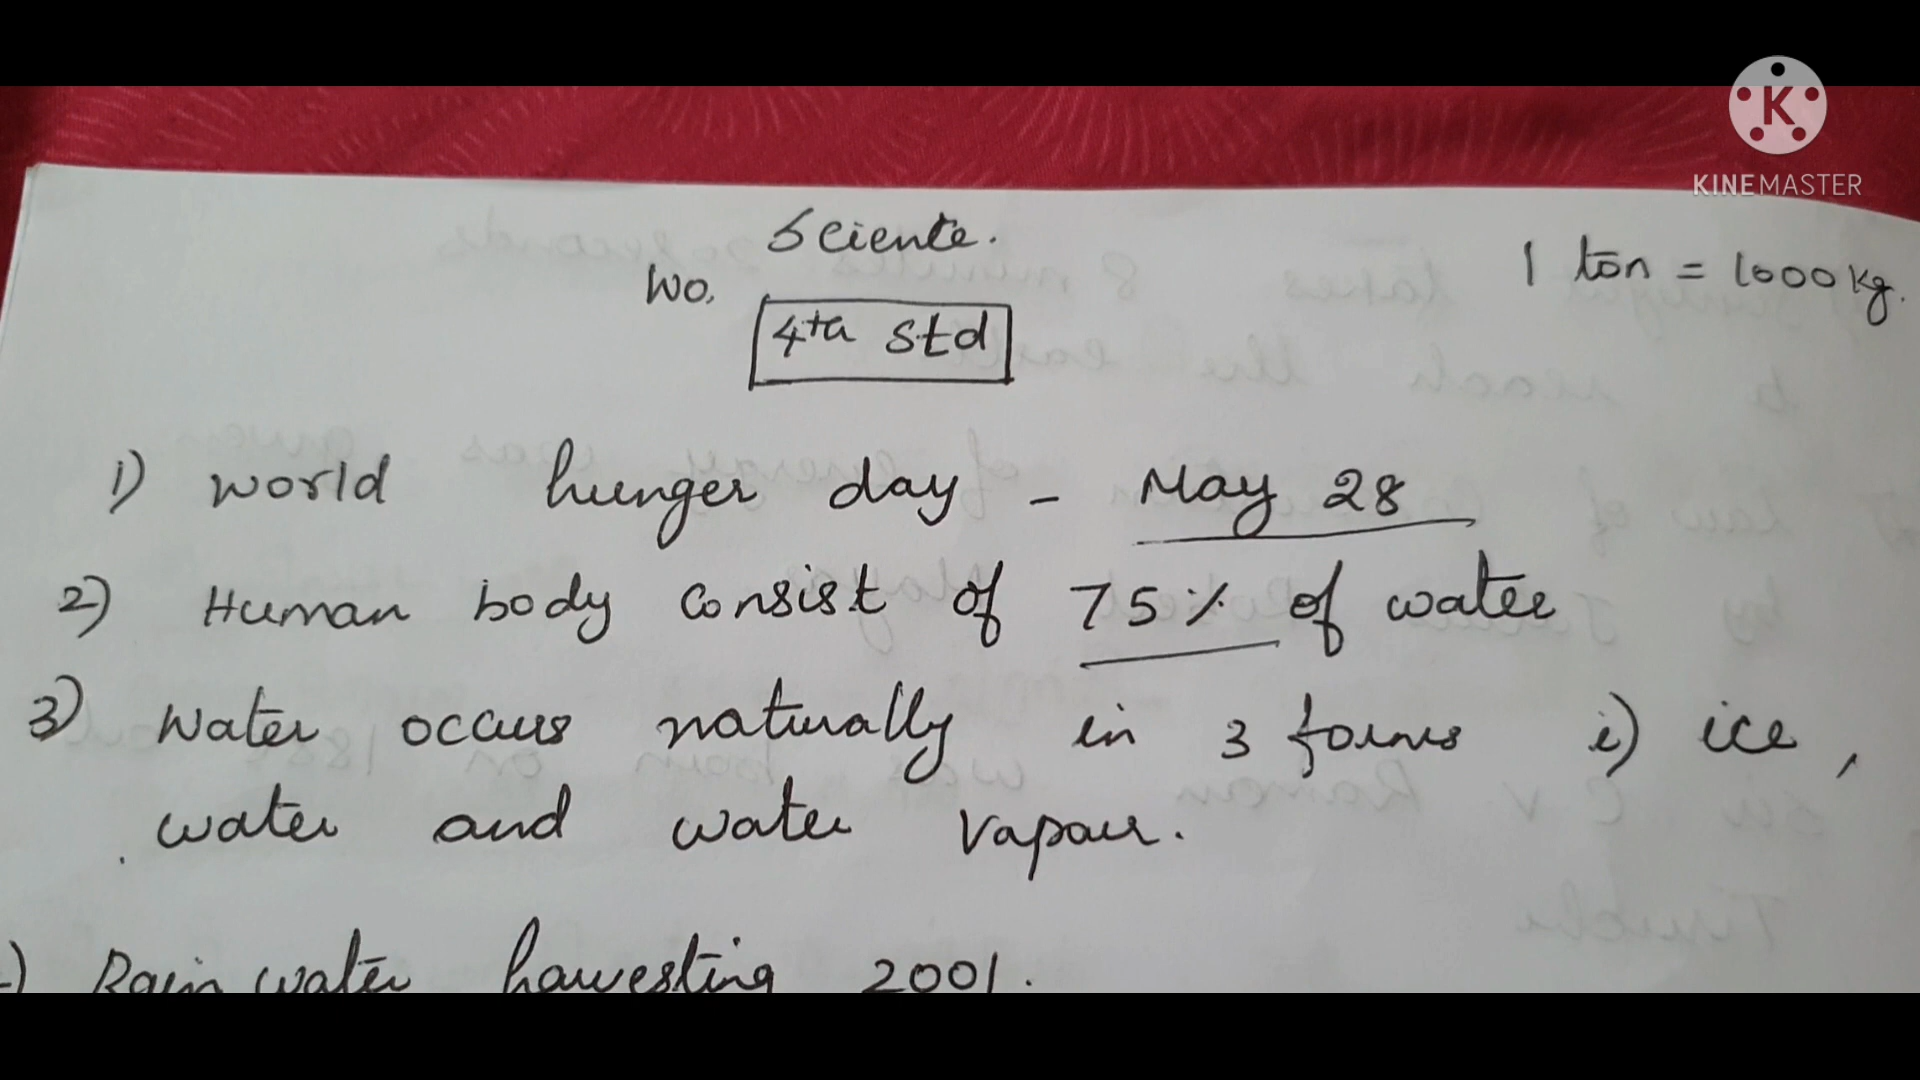 KINEMASTER
Science.
Wo.
1 ton = 1000 kg.
4th Std
1) World hunger day - May 28
2) Human body consist of 75% of water
3) Water occurs naturally in 3 forms i) ice,
water and water vapour.
) Rain water harvesting 2001.